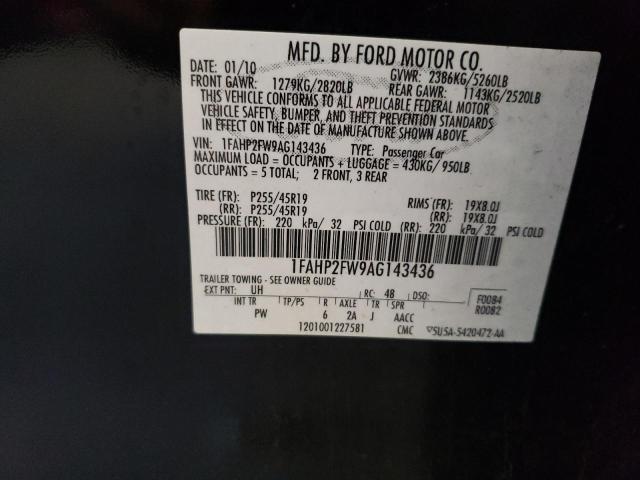 MFD. BY FORD MOTOR CO.
DATE: 01/10 GVWR: 2386KG/5260LB
FRONT GAWR: 1279KG/2820LB REAR GAWR: 1143KG/2520LB
THIS VEHICLE CONFORMS TO ALL APPLICABLE FEDERAL MOTOR
VEHICLE SAFETY, BUMPER, AND THEFT PREVENTION STANDARDS
IN EFFECT ON THE DATE OF MANUFACTURE SHOWN ABOVE.
VIN: 1FAHP2FW9AG143436 TYPE: Passenger Car
MAXIMUM LOAD = OCCUPANTS + LUGGAGE = 430KG/950LB
OCCUPANTS = 5 TOTAL; 2 FRONT, 3 REAR
TIRE (FR): P255/45R19 RIMS (FR): 19X8.0J
(RR): P255/45R19 (RR): 19X8.0J
PRESSURE (FR): 220 kPa/ 32 PSI COLD (RR): 220 kPa/ 32 PSI COLD
1FAHP2FW9AG143436
TRAILER TOWING - SEE OWNER GUIDE
EXT PNT: UH RC: 48 DSO: F0084
INT TR TP/PS R AXLE TR SPR R0082
PW 6 2A J AACC
1201001227581 CMC 5U5A-5420472-AA